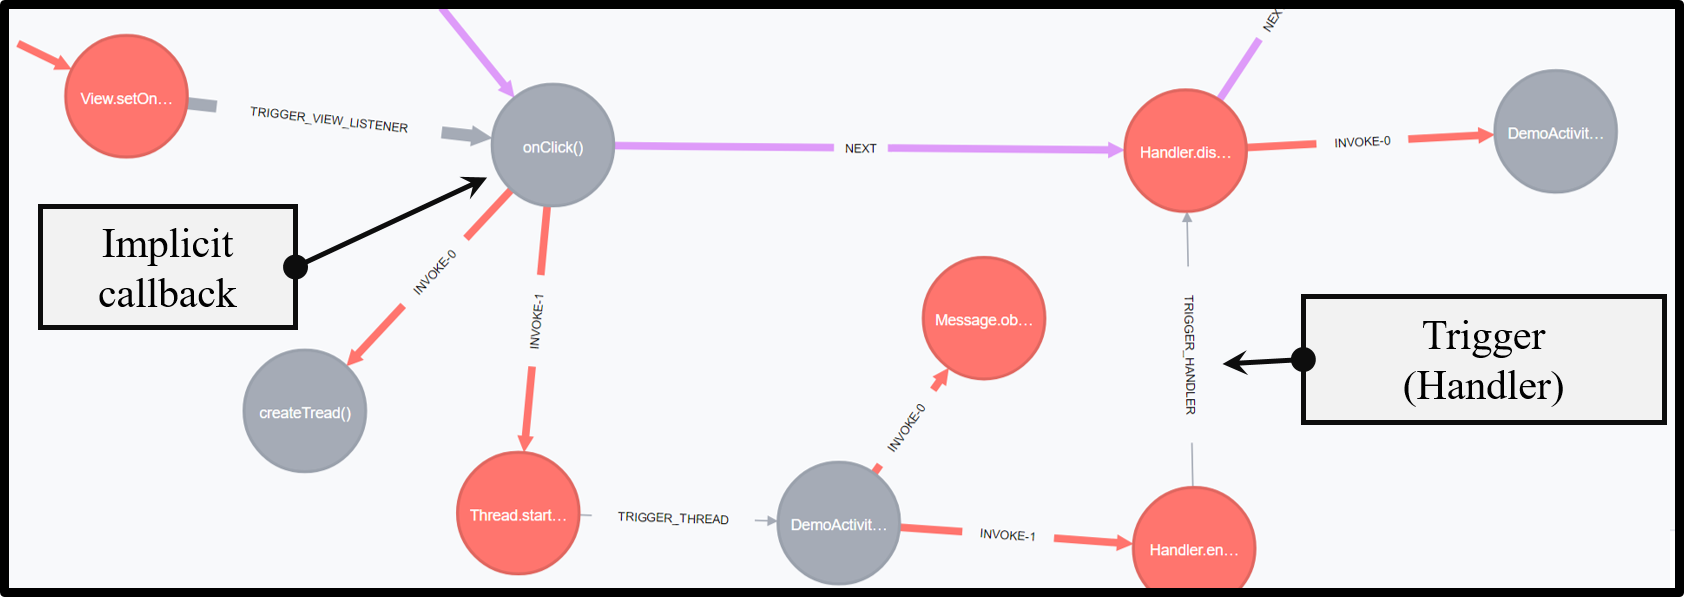 NEX
View.setOn...
TRIGGER_VIEW_LISTENER
onClick()
NEXT
Handler.dis...
INVOKE-0
DemoActivit...
Implicit
callback
INVOKE-0
INVOKE-1
createTread()
Message.ob...
TRIGGER_HANDLER
Trigger
(Handler)
INVOKE-0
Thread.start...
TRIGGER_THREAD
DemoActivit...
INVOKE-1
Handler.en...